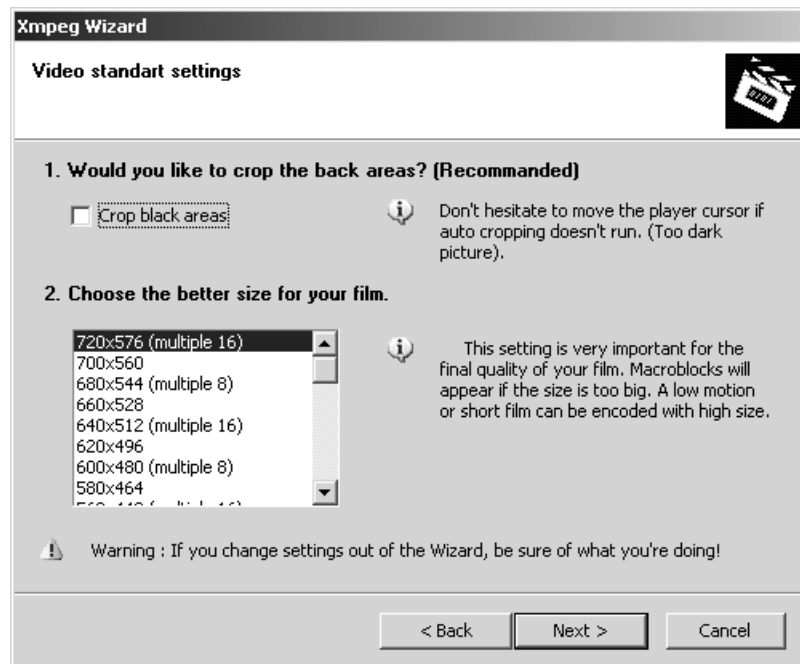 Xmpeg Wizard
Video standart settings
1. Would you like to crop the back areas? (Recommanded)
Crop black areas
Don't hesitate to move the player cursor if
auto cropping doesn't run. (Too dark
picture).
2. Choose the better size for your film.
720x576 (multiple 16)
700x560
680x544 (multiple 8)
660x528
640x512 (multiple 16)
620x496
600x480 (multiple 8)
580x464
This setting is very important for the
final quality of your film. Macroblocks will
appear if the size is too big. A low motion
or short film can be encoded with high size.
Warning : If you change settings out of the Wizard, be sure of what you're doing!
< Back
Next >
Cancel